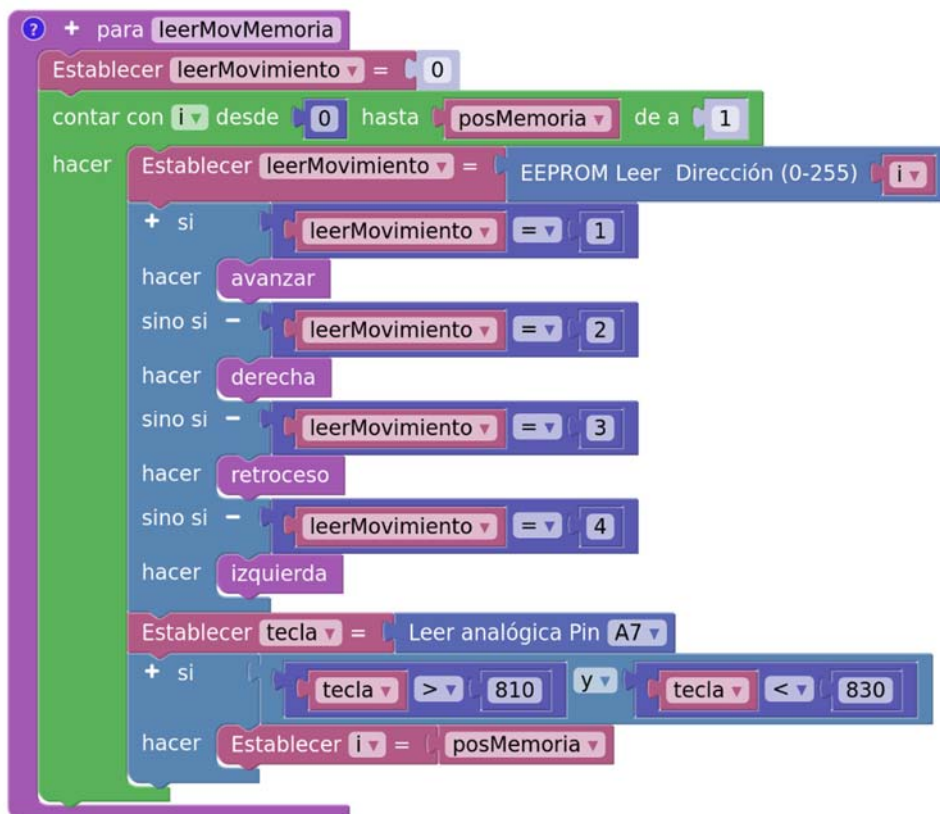 ? + para leerMovMemoria
Establecer leerMovimiento = 0
contar con i desde 0 hasta posMemoria de a 1
hacer Establecer leerMovimiento = EEPROM Leer Dirección (0-255) i
+ si leerMovimiento = 1
hacer avanzar
sino si - leerMovimiento = 2
hacer derecha
sino si - leerMovimiento = 3
hacer retroceso
sino si - leerMovimiento = 4
hacer izquierda
Establecer tecla = Leer analógica Pin A7
+ si tecla > 810 y tecla < 830
hacer Establecer i = posMemoria